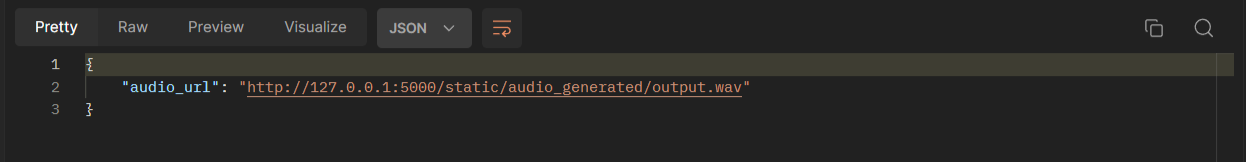 Pretty Raw Preview Visualize JSON
1 {
2 "audio_url": "http://127.0.0.1:5000/static/audio_generated/output.wav"
3 }